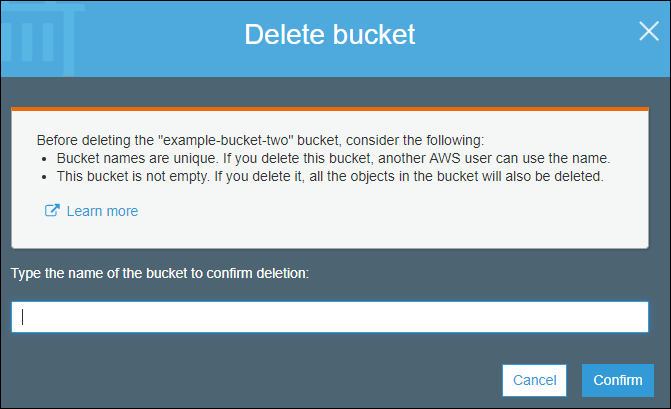 Delete bucket
Before deleting the "example-bucket-two" bucket, consider the following:
• Bucket names are unique. If you delete this bucket, another AWS user can use the name.
• This bucket is not empty. If you delete it, all the objects in the bucket will also be deleted.
Learn more
Type the name of the bucket to confirm deletion:
Cancel Confirm